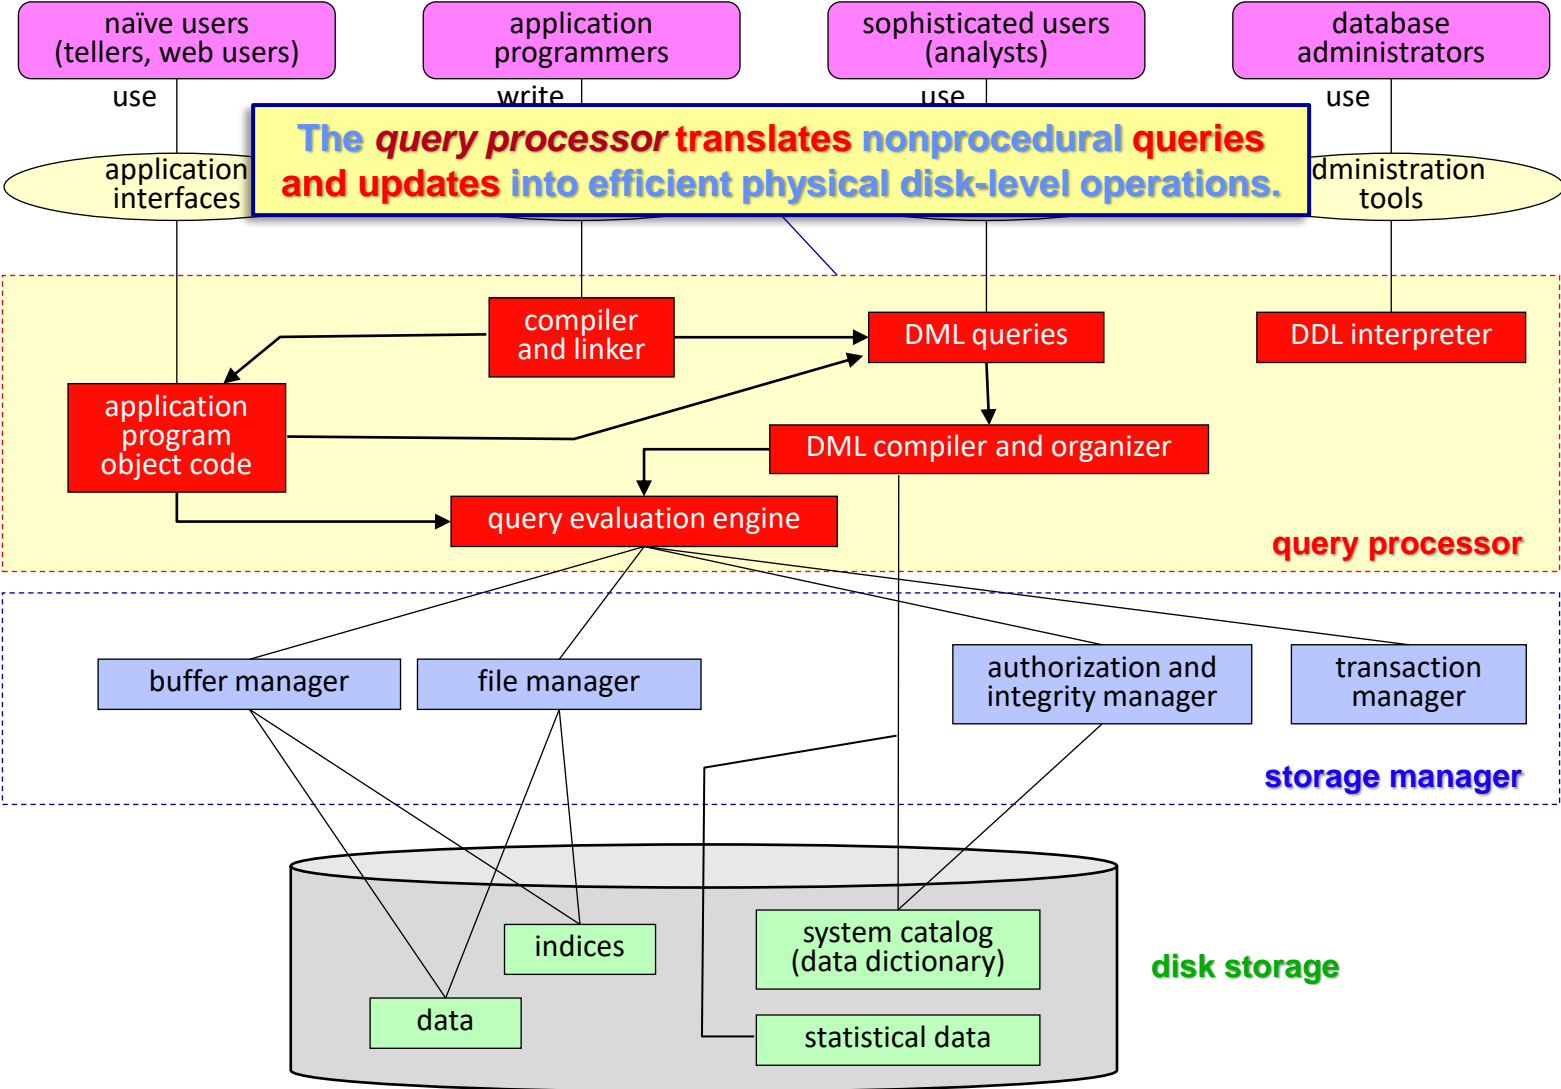 naïve users
(tellers, web users)
application
programmers
sophisticated users
(analysts)
database
administrators
use
write
use
use
The query processor translates nonprocedural queries
and updates into efficient physical disk-level operations.
application
interfaces
dministration
tools
compiler
and linker
DML queries
DDL interpreter
application
program
object code
DML compiler and organizer
query evaluation engine
query processor
buffer manager
file manager
authorization and
integrity manager
transaction
manager
storage manager
indices
system catalog
(data dictionary)
disk storage
data
statistical data